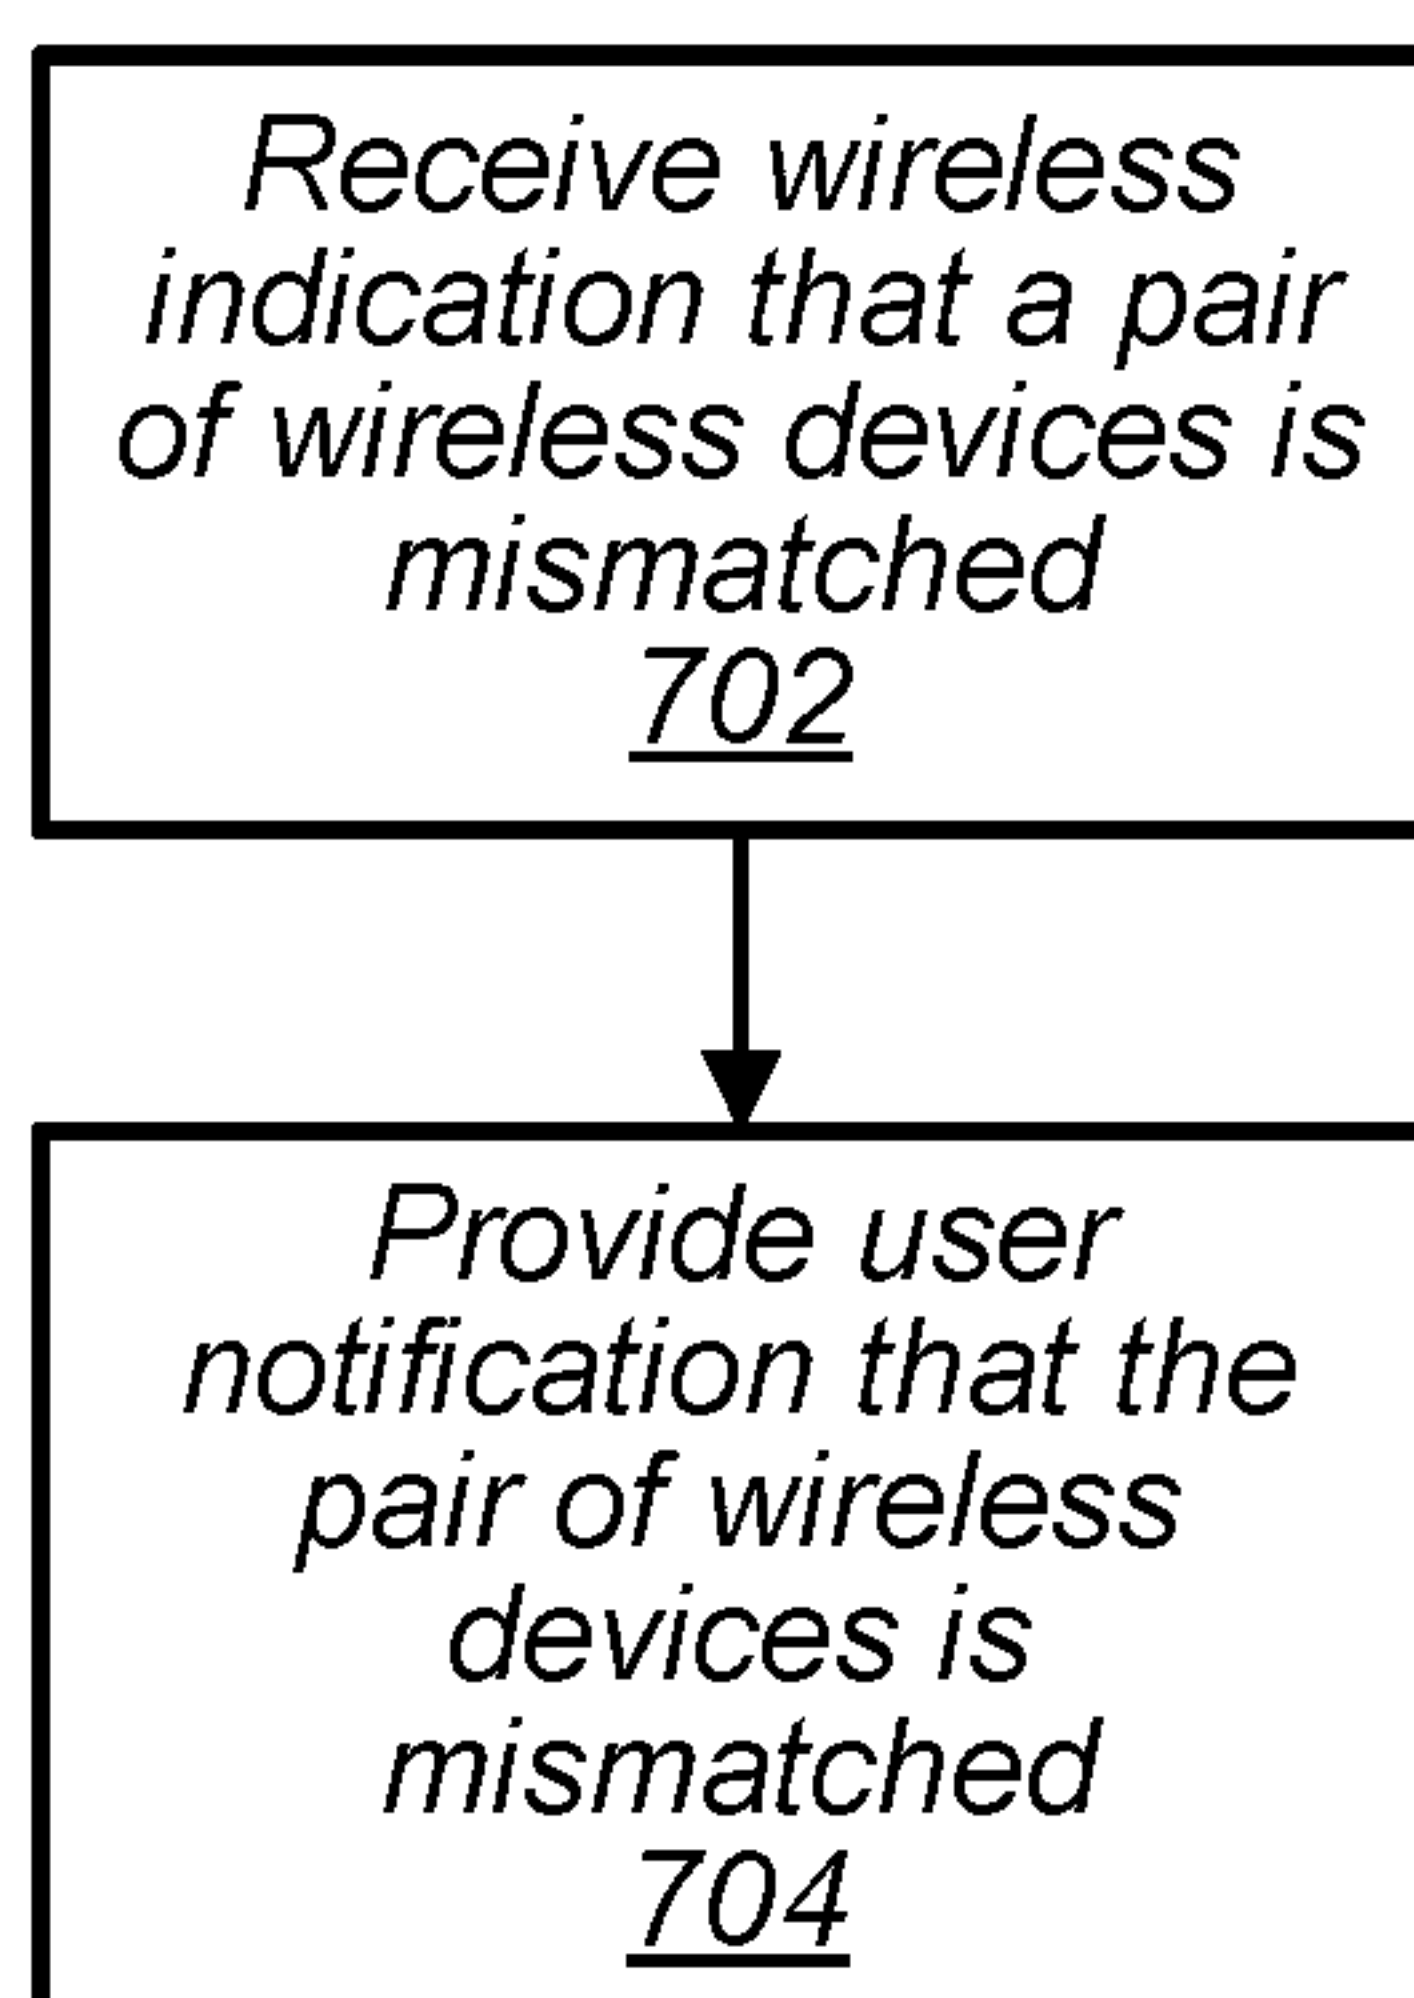 Receive wireless
indication that a pair
of wireless devices is
mismatched
702
Provide user
notification that the
pair of wireless
devices is
mismatched
704